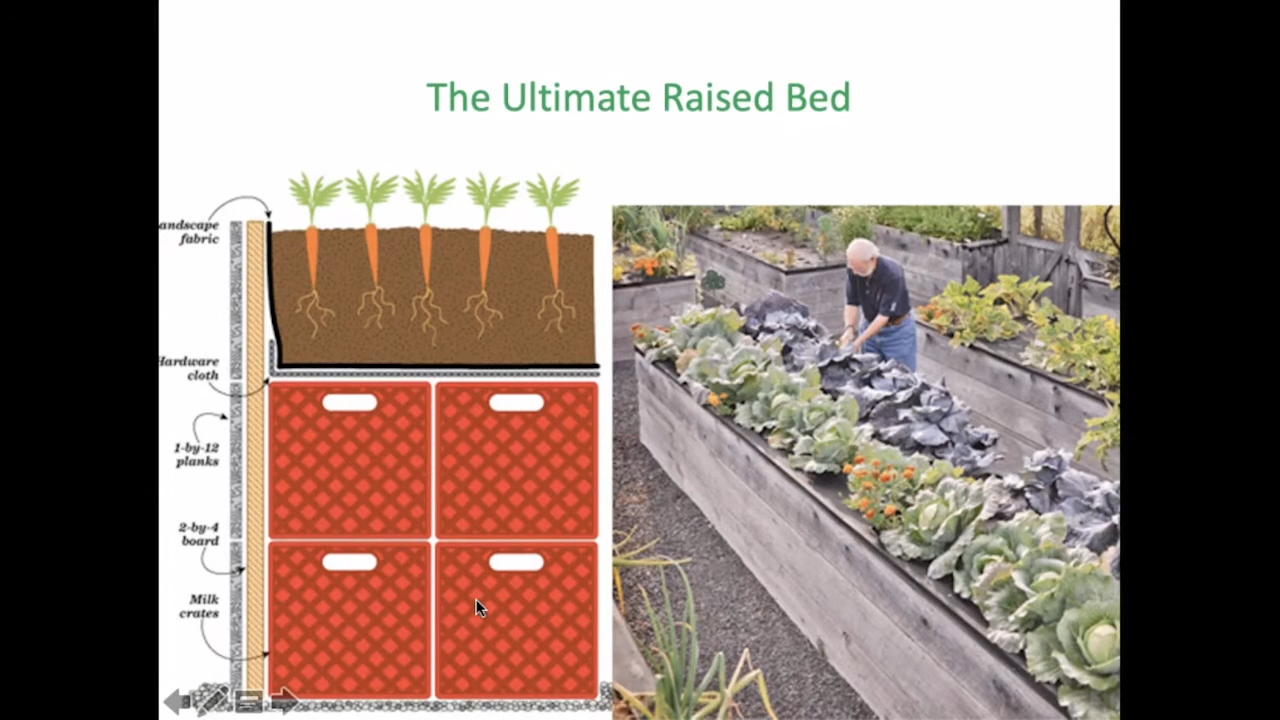 The Ultimate Raised Bed
andscape
fabric
Hardware
cloth
1-by-12
planks
2-by-4
board
Milk
crates